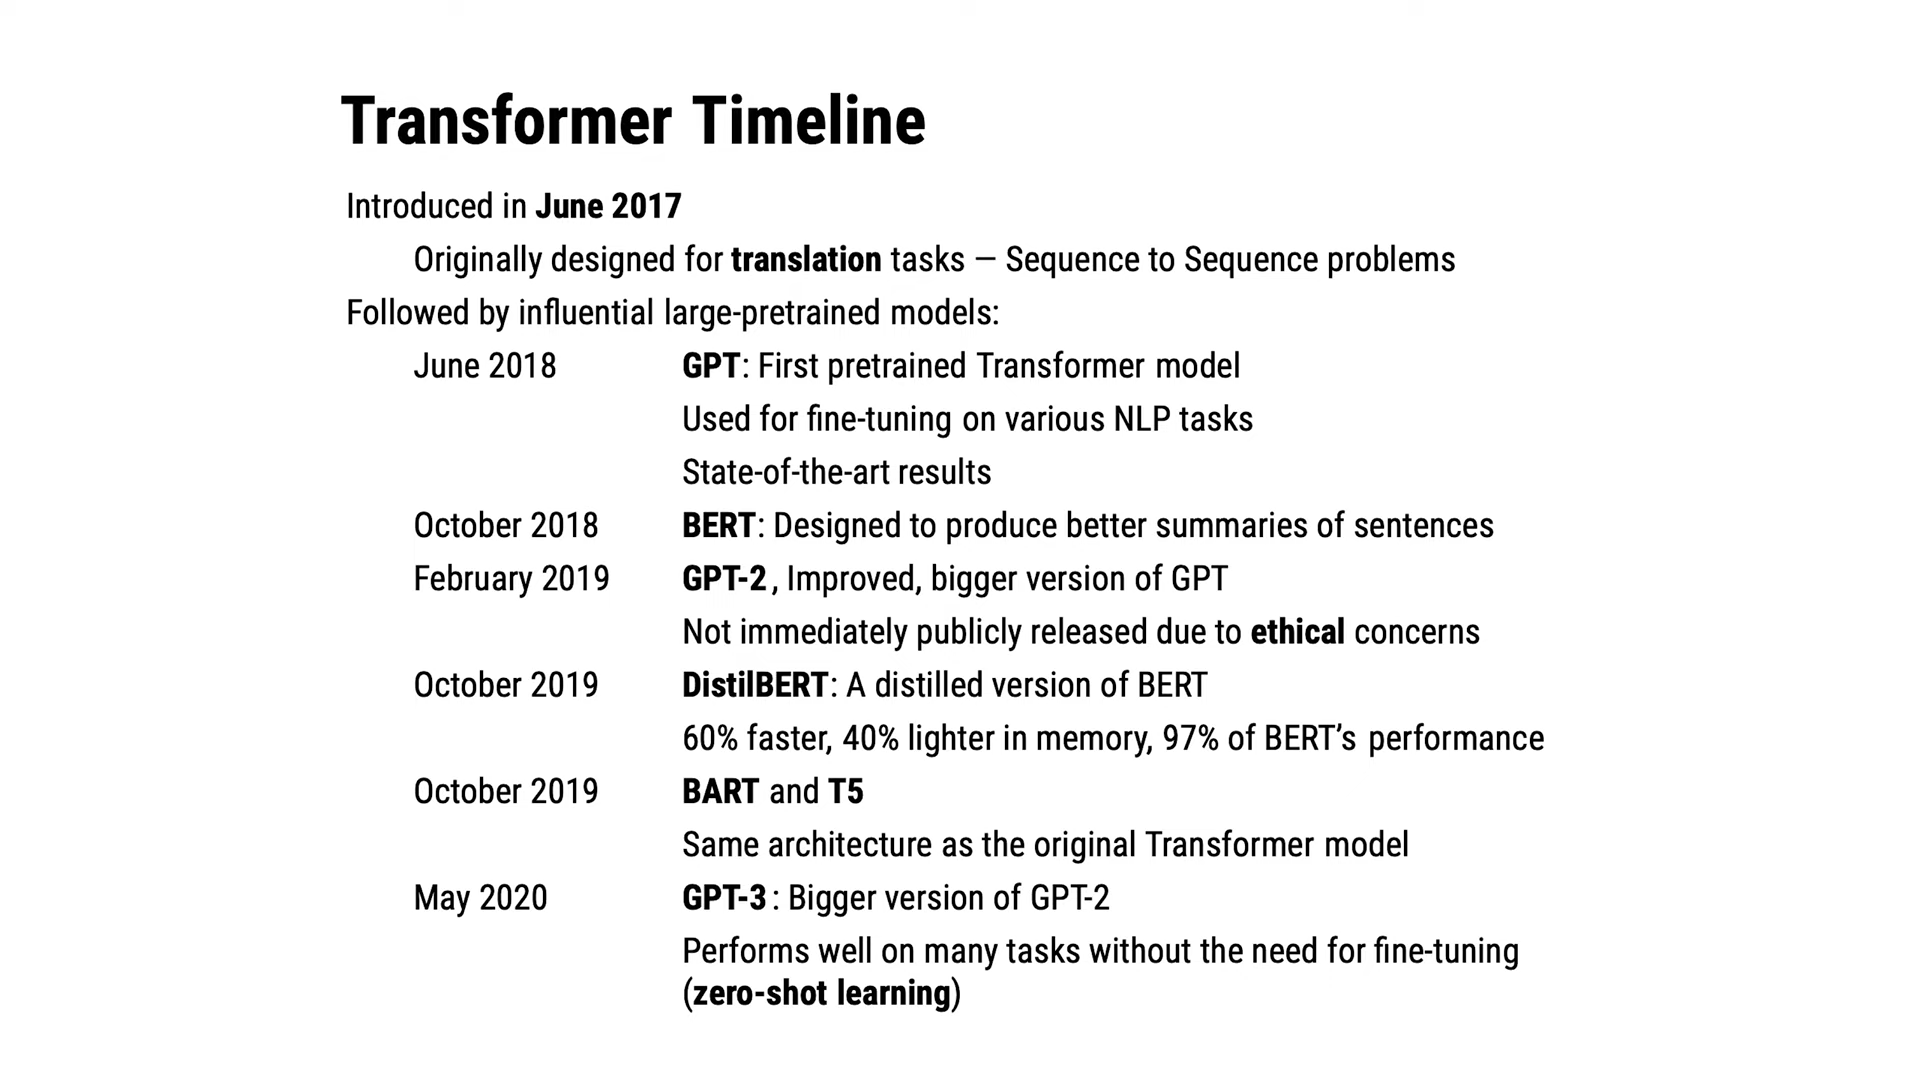 Transformer Timeline
Introduced in June 2017
Originally designed for translation tasks — Sequence to Sequence problems
Followed by influential large-pretrained models:
June 2018 GPT: First pretrained Transformer model
Used for fine-tuning on various NLP tasks
State-of-the-art results
October 2018 BERT: Designed to produce better summaries of sentences
February 2019 GPT-2, Improved, bigger version of GPT
Not immediately publicly released due to ethical concerns
October 2019 DistilBERT: A distilled version of BERT
60% faster, 40% lighter in memory, 97% of BERT’s performance
October 2019 BART and T5
Same architecture as the original Transformer model
May 2020 GPT-3: Bigger version of GPT-2
Performs well on many tasks without the need for fine-tuning
(zero-shot learning)